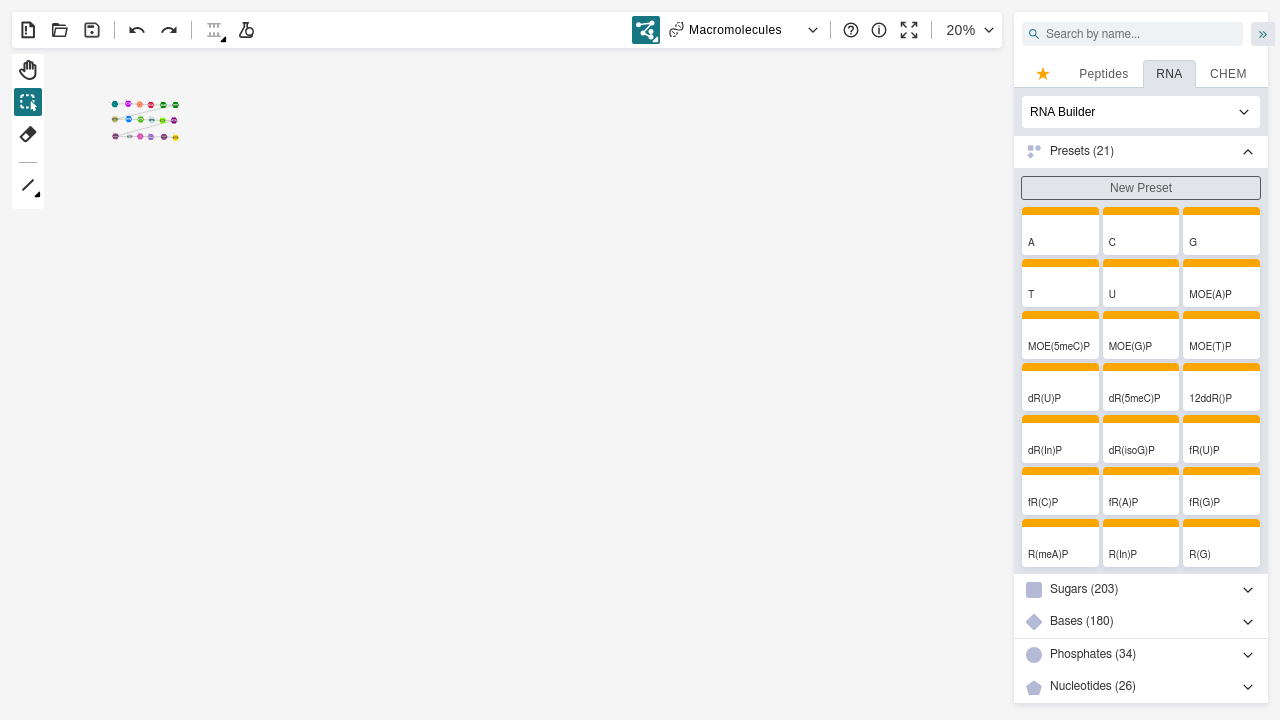 Macromolecules
20%
Search by name...
Peptides
RNA
CHEM
RNA Builder
Presets (21)
New Preset
A
C
G
T
U
MOE(A)P
MOE(5meC)P
MOE(G)P
MOE(T)P
dR(U)P
dR(5meC)P
12ddR()P
dR(In)P
dR(isoG)P
fR(U)P
fR(C)P
fR(A)P
fR(G)P
R(meA)P
R(In)P
R(G)
Sugars (203)
Bases (180)
Phosphates (34)
Nucleotides (26)